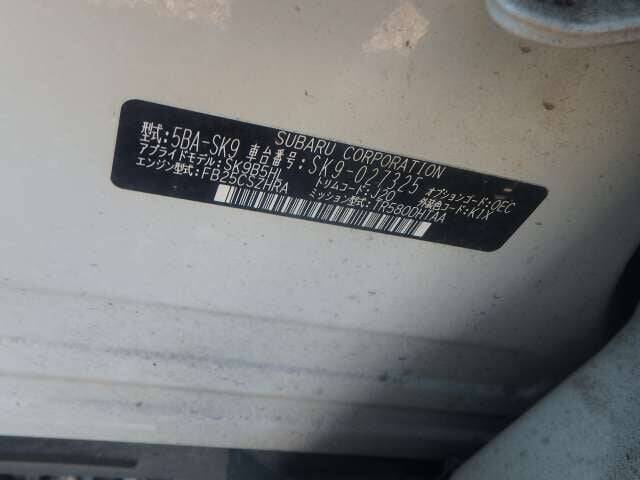 SUBARU CORPORATION
型式:5BA-SK9 車台番号:SK9-027325
アプライドモデル:SK9B5HL トリムコード:J20 オプションコード:OEC
エンジン型式:FB25CSZHRA ミッション型式:TR580DHTAA 外装色コード:K1X